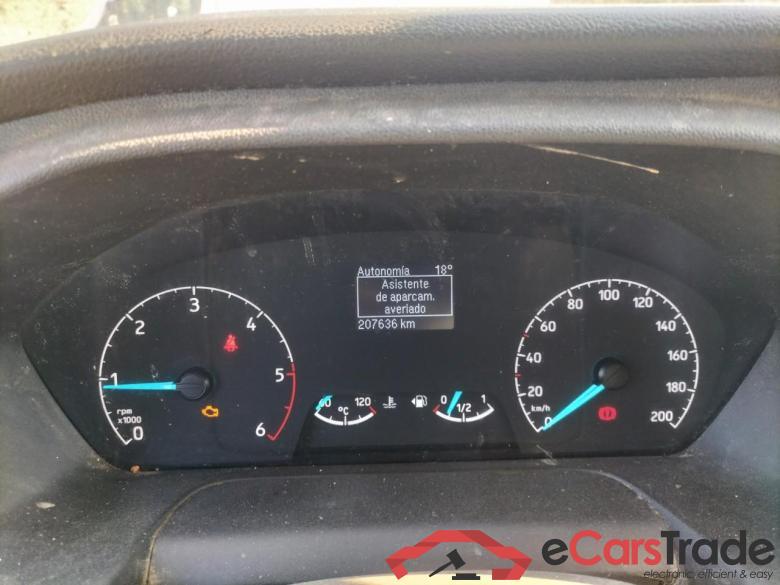 Autonomía 18°
Asistente
de aparcam.
averiado
207636 km
0 1 2 3 4 5 6
rpm
x1000
120
°C
0 1/2 1
0 20 40 60 80 100 120 140 160 180 200
km/h
eCarsTrade
electronic, efficient & easy